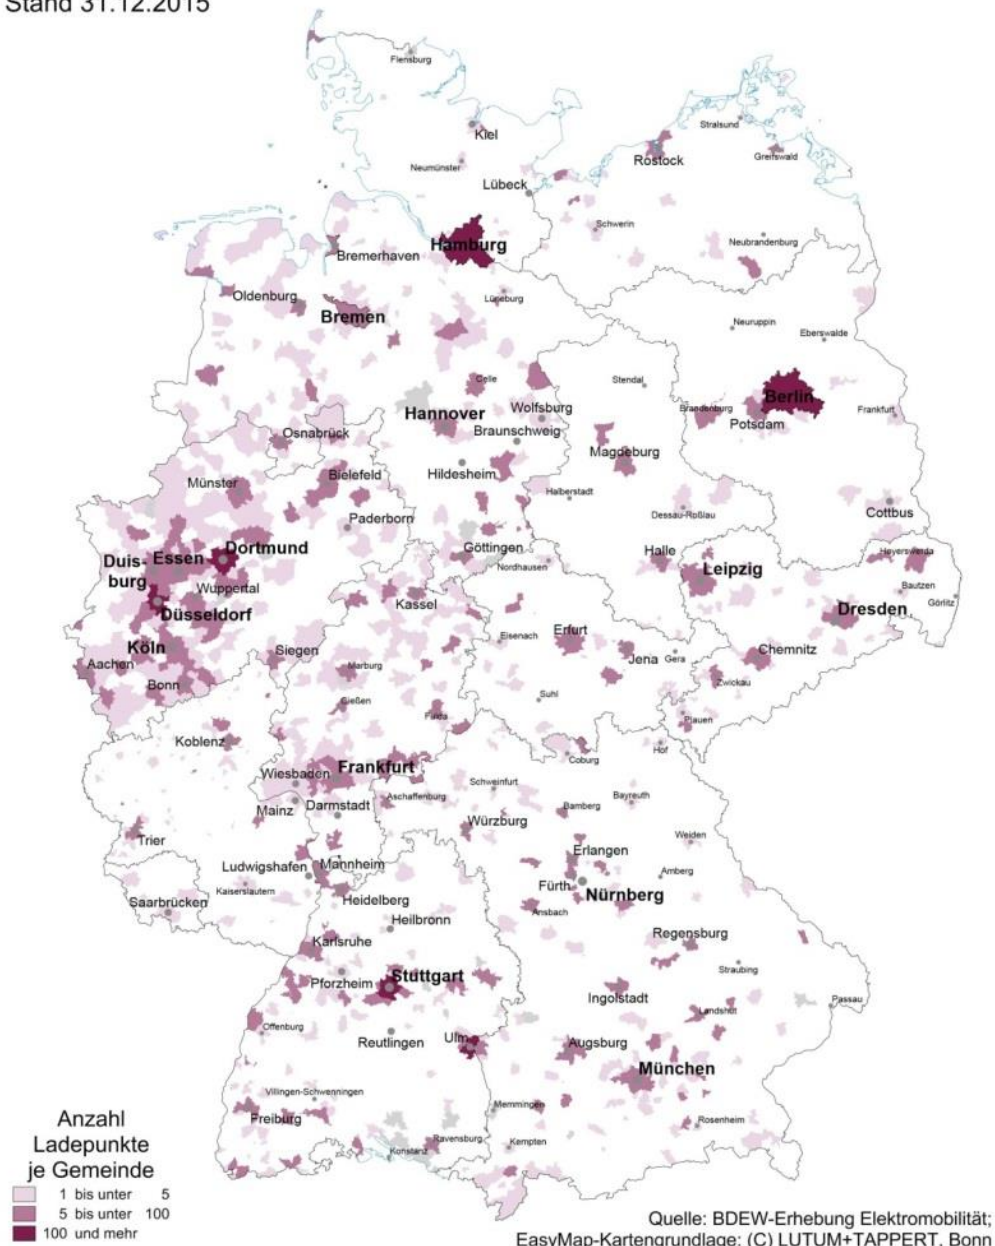 Stand 31.12.2015
Flensburg
Kiel
Neumünster
Lübeck
Stralsund
Rostock
Greifswald
Schwerin
Neubrandenburg
Hamburg
Bremerhaven
Oldenburg
Bremen
Lüneburg
Neuruppin
Eberswalde
Stendal
Celle
Hannover
Wolfsburg
Braunschweig
Brandenburg
Berlin
Potsdam
Frankfurt
Osnabrück
Hildesheim
Magdeburg
Münster
Bielefeld
Halberstadt
Dessau-Roßlau
Cottbus
Paderborn
Duis-
burg
Essen
Dortmund
Göttingen
Nordhausen
Halle
Leipzig
Hoyerswerda
Bautzen
Görlitz
Wuppertal
Düsseldorf
Kassel
Dresden
Köln
Siegen
Eisenach
Erfurt
Jena
Gera
Chemnitz
Zwickau
Aachen
Bonn
Marburg
Gießen
Fulda
Suhl
Plauen
Koblenz
Hof
Coburg
Wiesbaden
Frankfurt
Schweinfurt
Bayreuth
Mainz
Darmstadt
Aschaffenburg
Bamberg
Trier
Würzburg
Weiden
Ludwigshafen
Mannheim
Erlangen
Amberg
Kaiserslautern
Fürth
Nürnberg
Saarbrücken
Heidelberg
Ansbach
Heilbronn
Karlsruhe
Regensburg
Straubing
Pforzheim
Stuttgart
Ingolstadt
Passau
Landshut
Offenburg
Reutlingen
Ulm
Augsburg
München
Villingen-Schwenningen
Freiburg
Memmingen
Rosenheim
Ravensburg
Konstanz
Kempten
Anzahl
Ladepunkte
je Gemeinde
1 bis unter 5
5 bis unter 100
100 und mehr
Quelle: BDEW-Erhebung Elektromobilität;
EasyMap-Kartengrundlage: (C) LUTUM+TAPPERT, Bonn